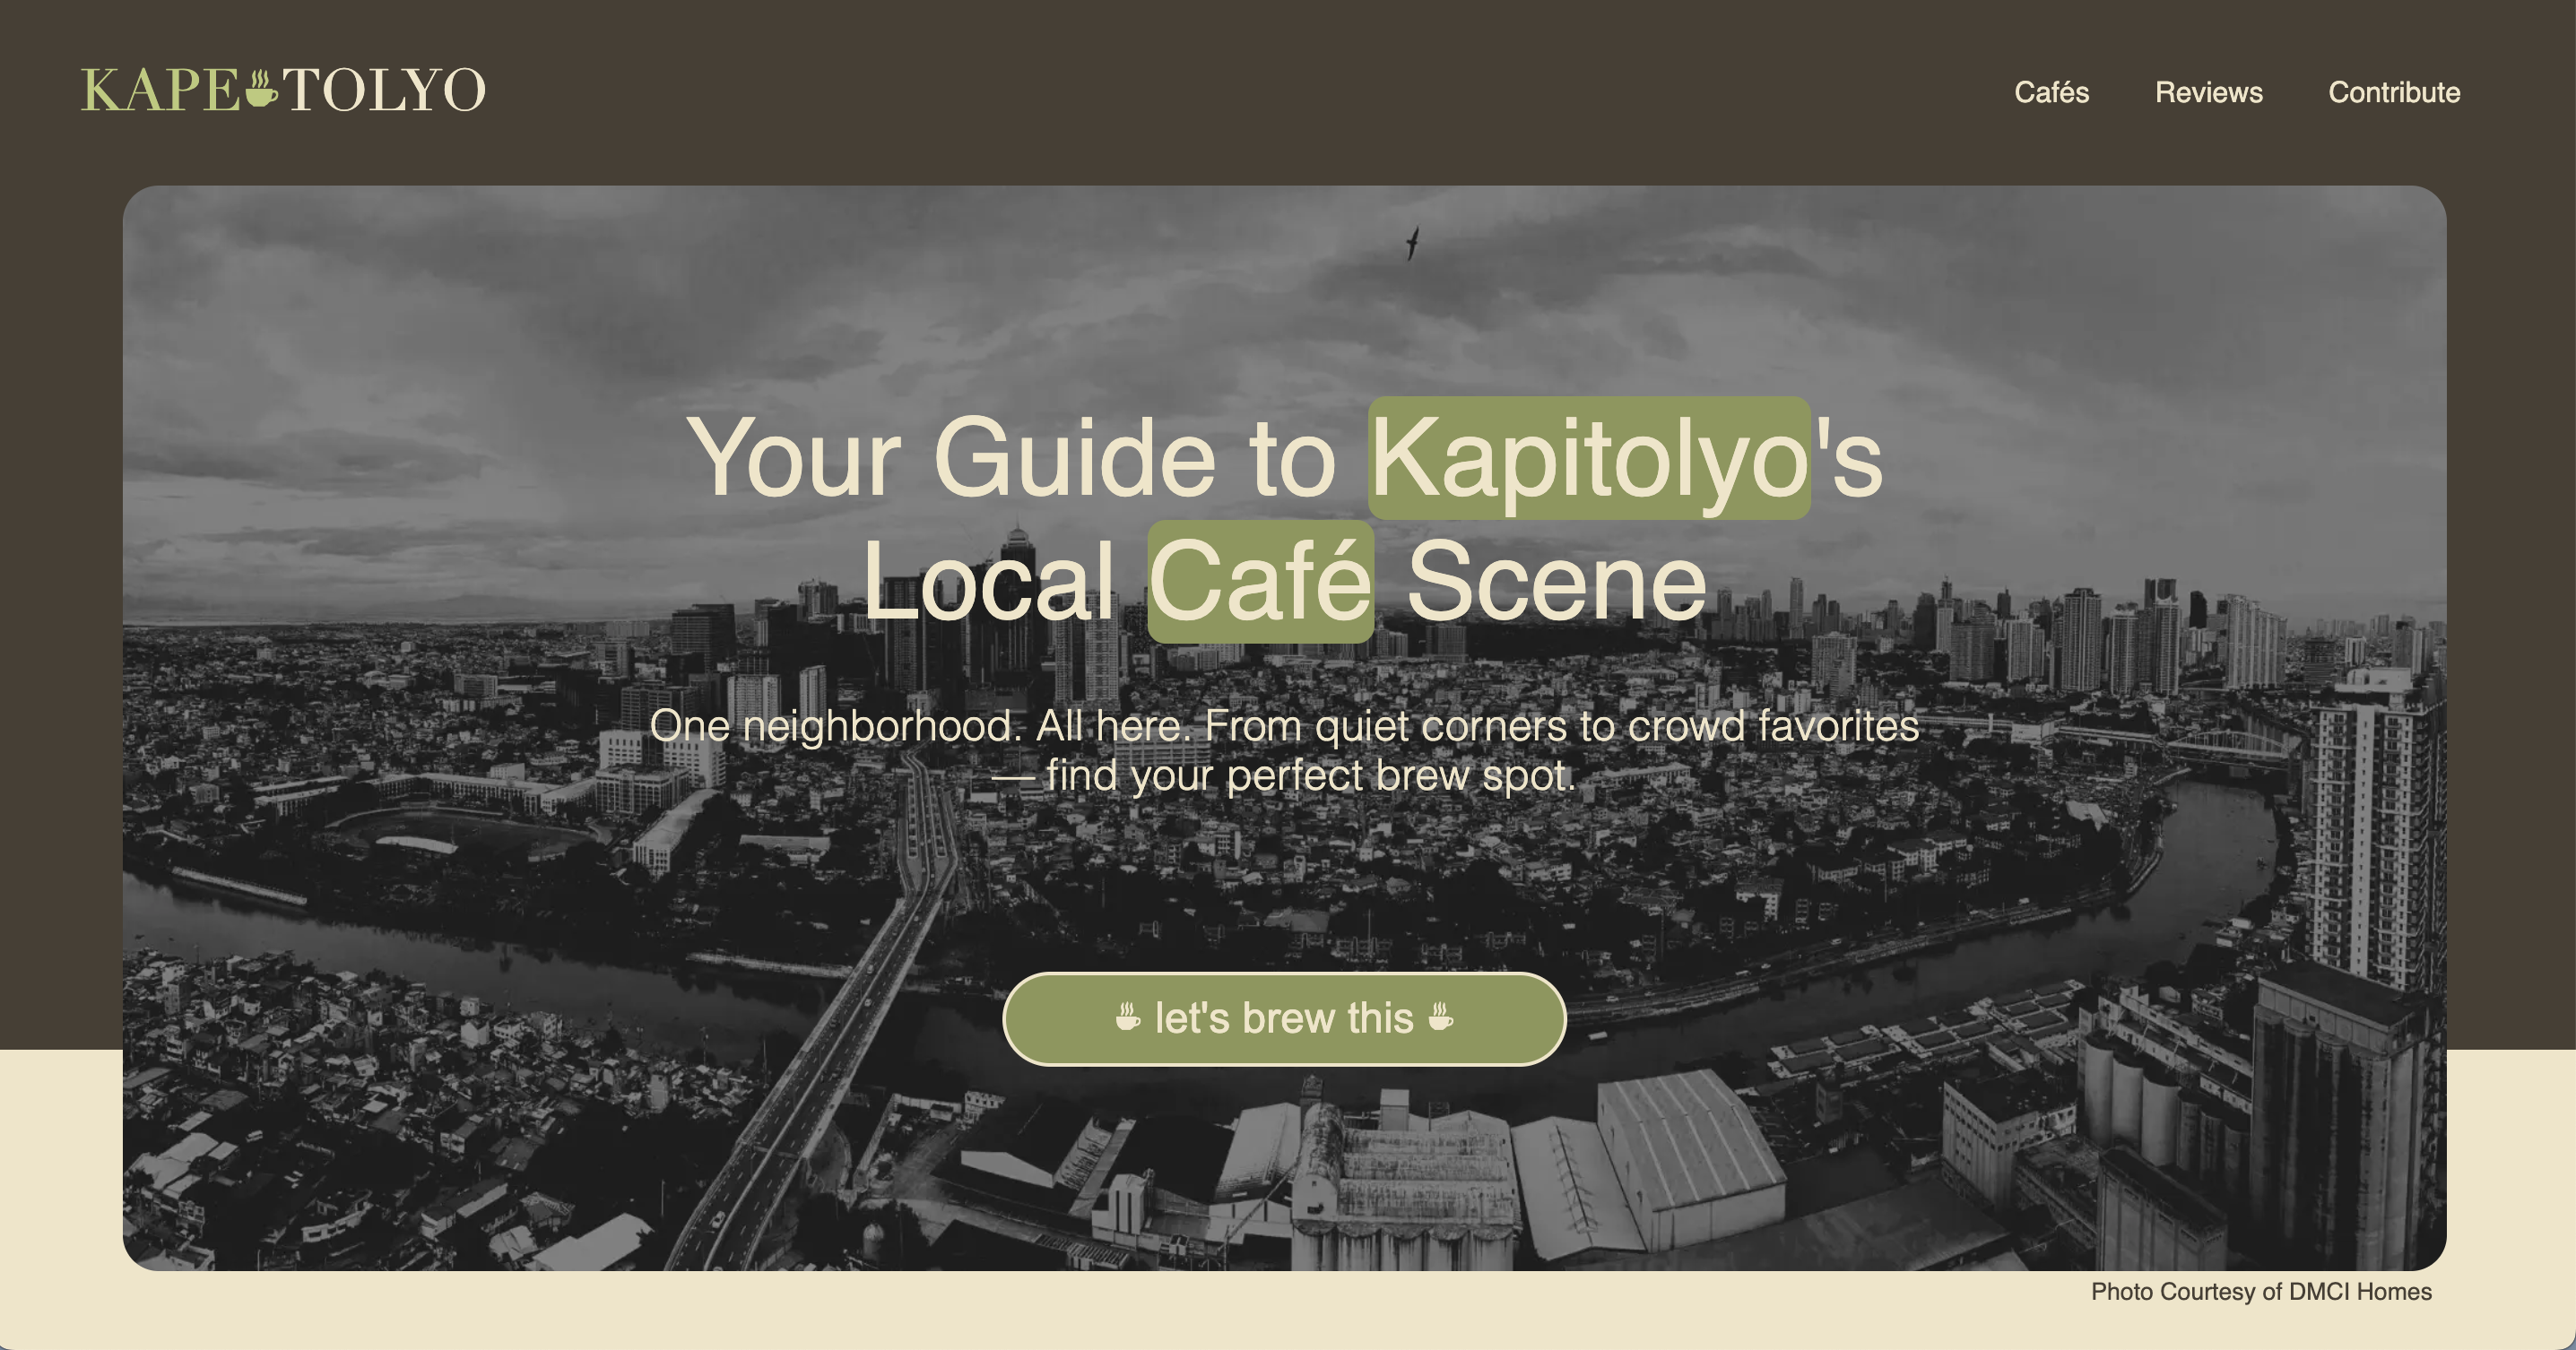 KAPE TOLYO
Cafés Reviews Contribute
Your Guide to Kapitolyo's
Local Café Scene
One neighborhood. All here. From quiet corners to crowd favorites
— find your perfect brew spot.
let's brew this
Photo Courtesy of DMCI Homes